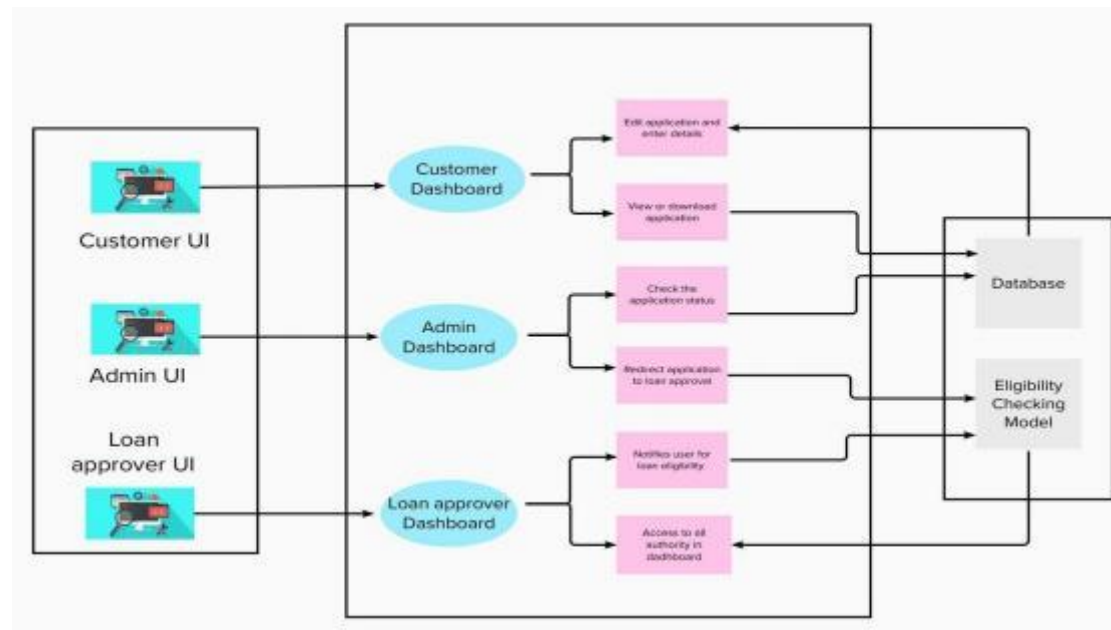 Customer UI
Admin UI
Loan
approver UI
Customer
Dashboard
Admin
Dashboard
Loan approver
Dashboard
Edit application and
enter details
View or download
application
Check the
application status
Redirect application
to loan approval
Notifies user for
loan eligibility
Access to all
authority in
dadhboard
Database
Eligibility
Checking
Model